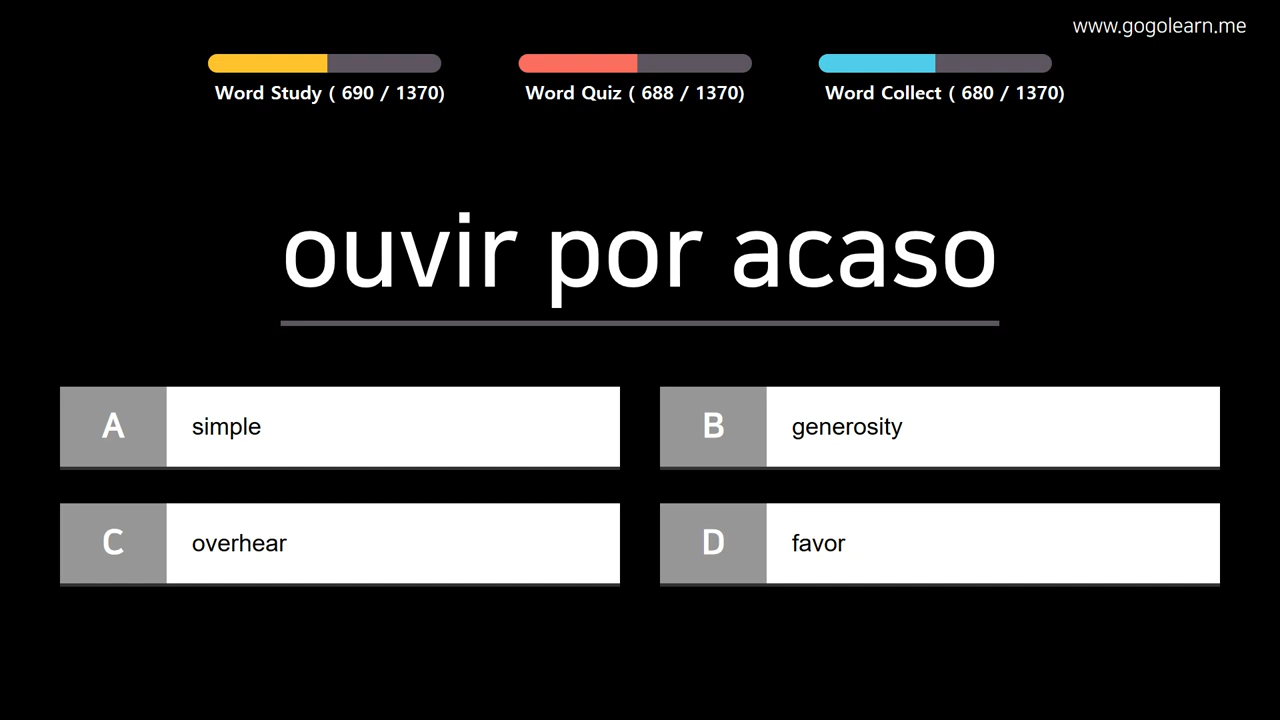 www.gogolearn.me
Word Study ( 690 / 1370)
Word Quiz ( 688 / 1370)
Word Collect ( 680 / 1370)
ouvir por acaso
A simple
B generosity
C overhear
D favor